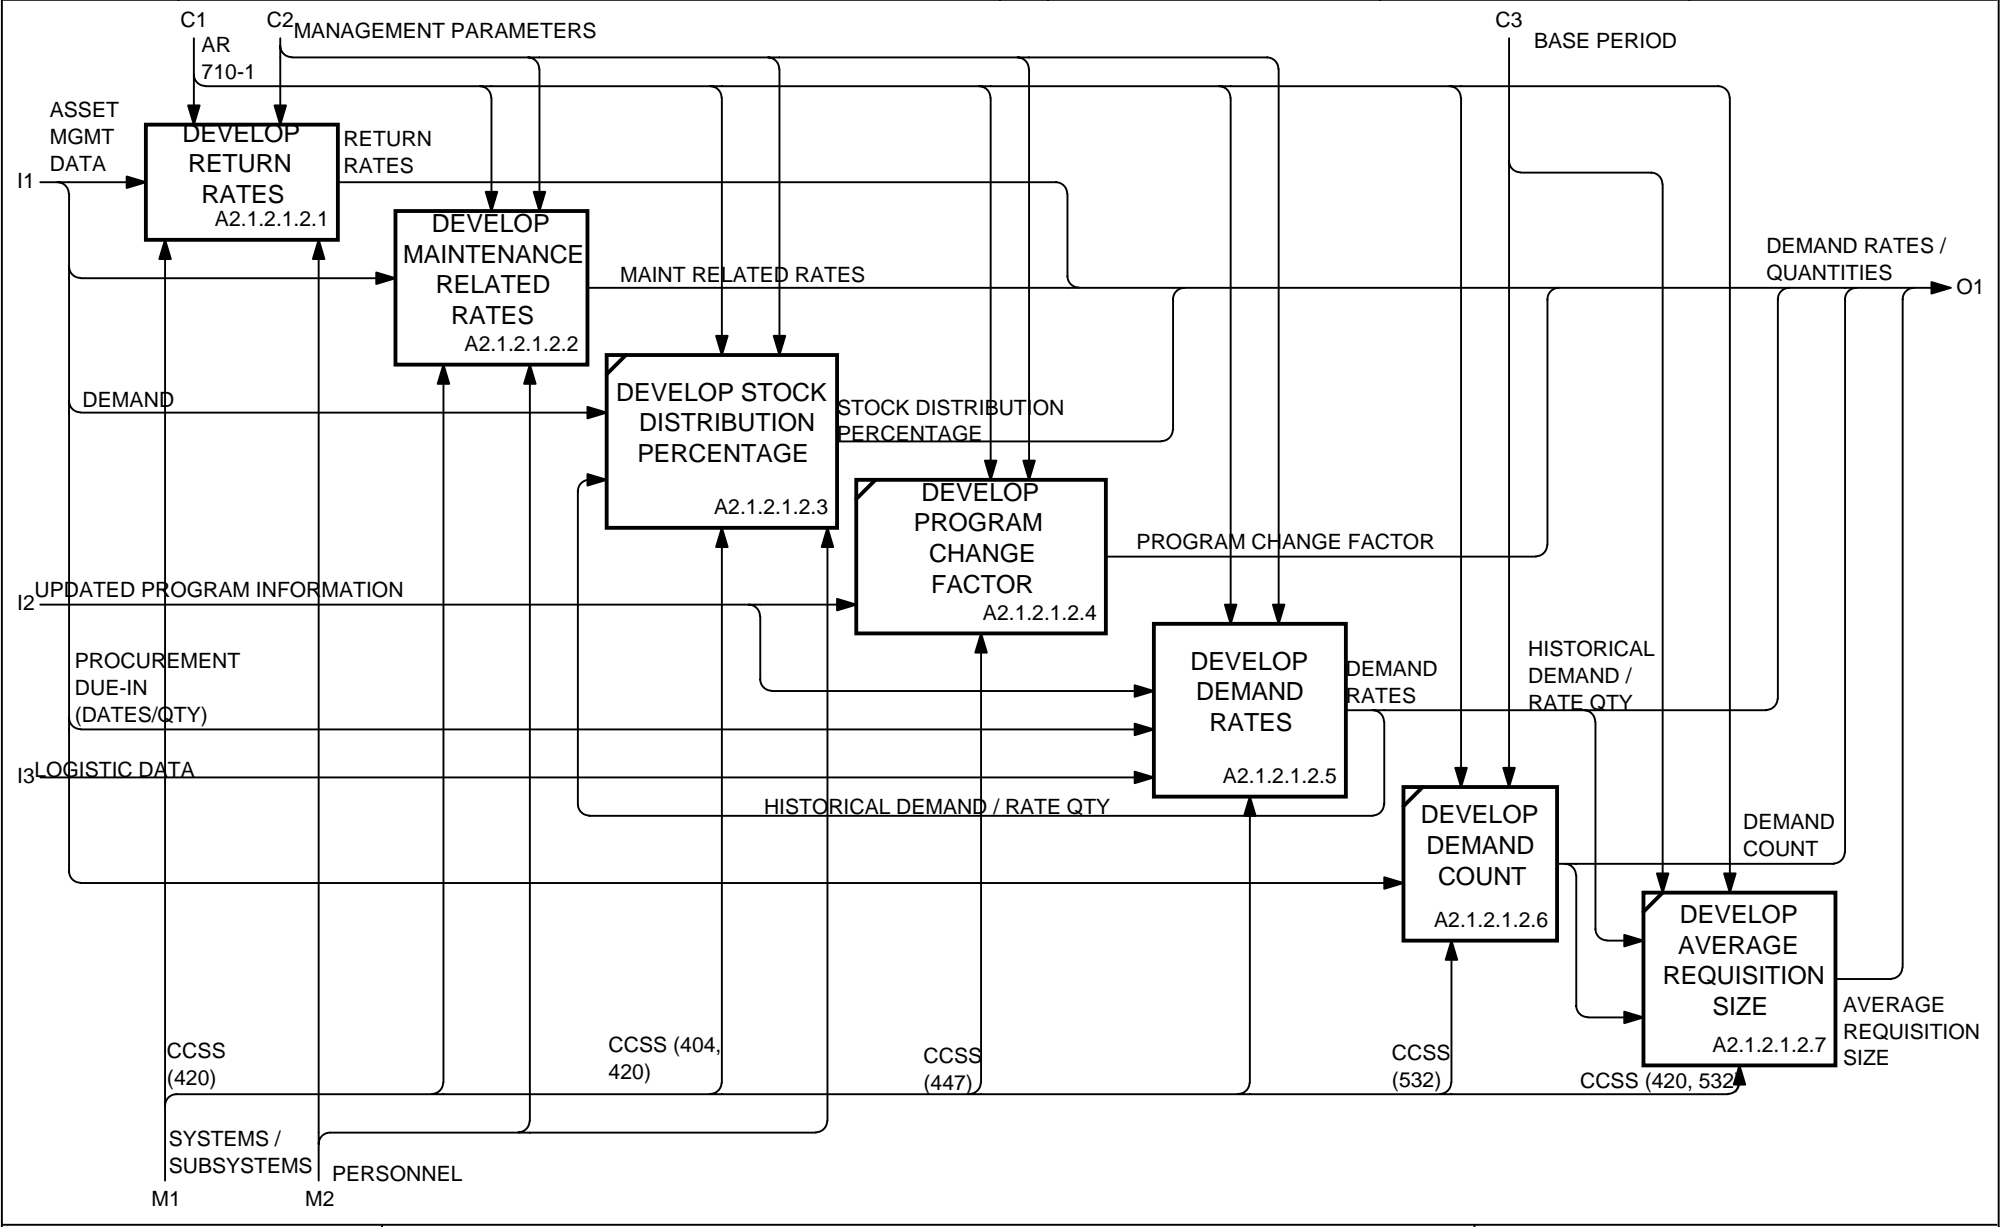 C1
C2
MANAGEMENT PARAMETERS
C3
BASE PERIOD
AR
710-1
ASSET
MGMT
DATA
I1
DEVELOP
RETURN
RATES
A2.1.2.1.2.1
RETURN
RATES
DEVELOP
MAINTENANCE
RELATED
RATES
A2.1.2.1.2.2
MAINT RELATED RATES
DEMAND RATES /
QUANTITIES
O1
DEMAND
DEVELOP STOCK
DISTRIBUTION
PERCENTAGE
A2.1.2.1.2.3
STOCK DISTRIBUTION
PERCENTAGE
DEVELOP
PROGRAM
CHANGE
FACTOR
A2.1.2.1.2.4
PROGRAM CHANGE FACTOR
I2
UPDATED PROGRAM INFORMATION
PROCUREMENT
DUE-IN
(DATES/QTY)
DEVELOP
DEMAND
RATES
A2.1.2.1.2.5
DEMAND
RATES
HISTORICAL
DEMAND /
RATE QTY
I3
LOGISTIC DATA
HISTORICAL DEMAND / RATE QTY
DEVELOP
DEMAND
COUNT
A2.1.2.1.2.6
DEMAND
COUNT
DEVELOP
AVERAGE
REQUISITION
SIZE
A2.1.2.1.2.7
AVERAGE
REQUISITION
SIZE
CCSS
(420)
CCSS (404,
420)
CCSS
(447)
CCSS
(532)
CCSS (420, 532
SYSTEMS /
SUBSYSTEMS
PERSONNEL
M1
M2